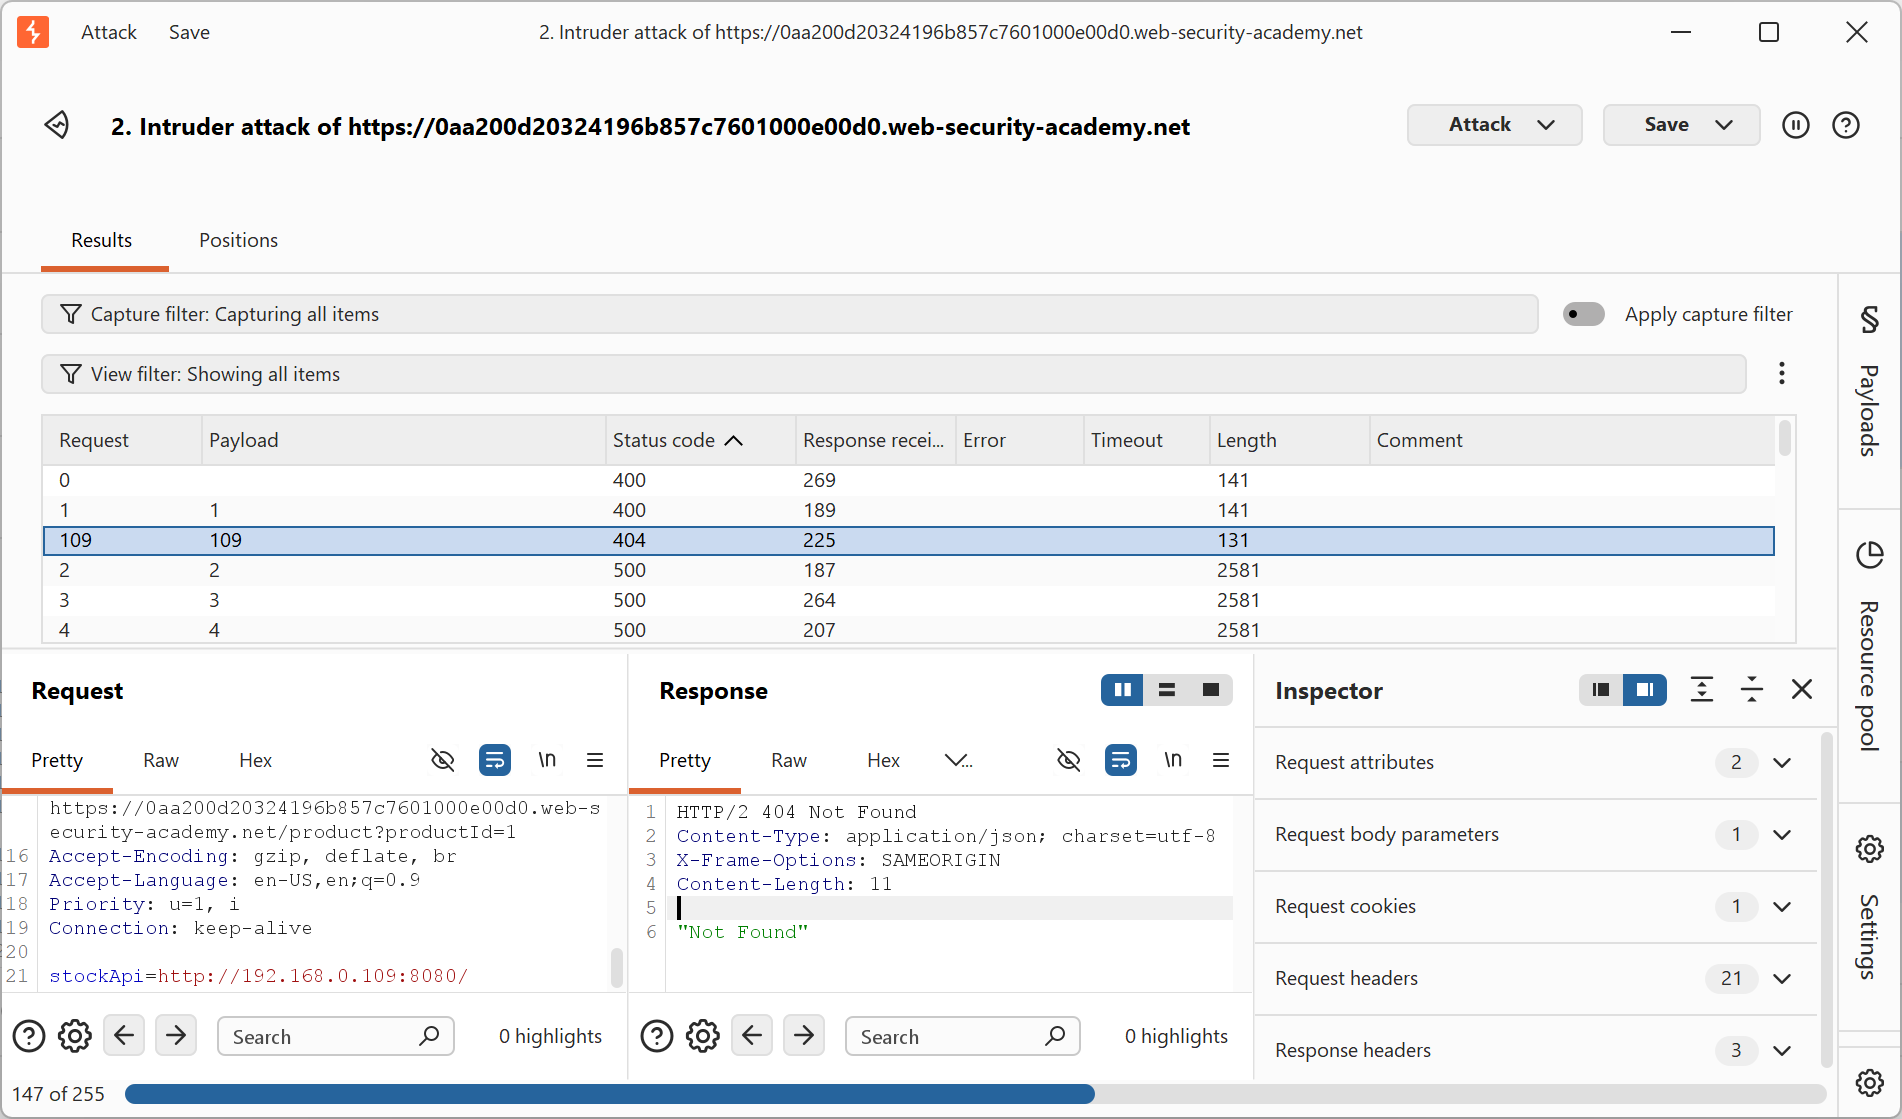 Attack Save 2. Intruder attack of https://0aa200d20324196b857c7601000e00d0.web-security-academy.net
2. Intruder attack of https://0aa200d20324196b857c7601000e00d0.web-security-academy.net Attack Save
Results Positions
Capture filter: Capturing all items Apply capture filter
View filter: Showing all items
Request Payload Status code Response recei... Error Timeout Length Comment
0 400 269 141
1 1 400 189 141
109 109 404 225 131
2 2 500 187 2581
3 3 500 264 2581
4 4 500 207 2581
§ Payloads
Resource pool
Settings
Request
Pretty Raw Hex \n
https://0aa200d20324196b857c7601000e00d0.web-s
ecurity-academy.net/product?productId=1
16 Accept-Encoding: gzip, deflate, br
17 Accept-Language: en-US,en;q=0.9
18 Priority: u=1, i
19 Connection: keep-alive
20
21 stockApi=http://192.168.0.109:8080/
Search 0 highlights
Response
Pretty Raw Hex ... \n
1 HTTP/2 404 Not Found
2 Content-Type: application/json; charset=utf-8
3 X-Frame-Options: SAMEORIGIN
4 Content-Length: 11
5
6 "Not Found"
Search 0 highlights
Inspector
Request attributes 2
Request body parameters 1
Request cookies 1
Request headers 21
Response headers 3
147 of 255